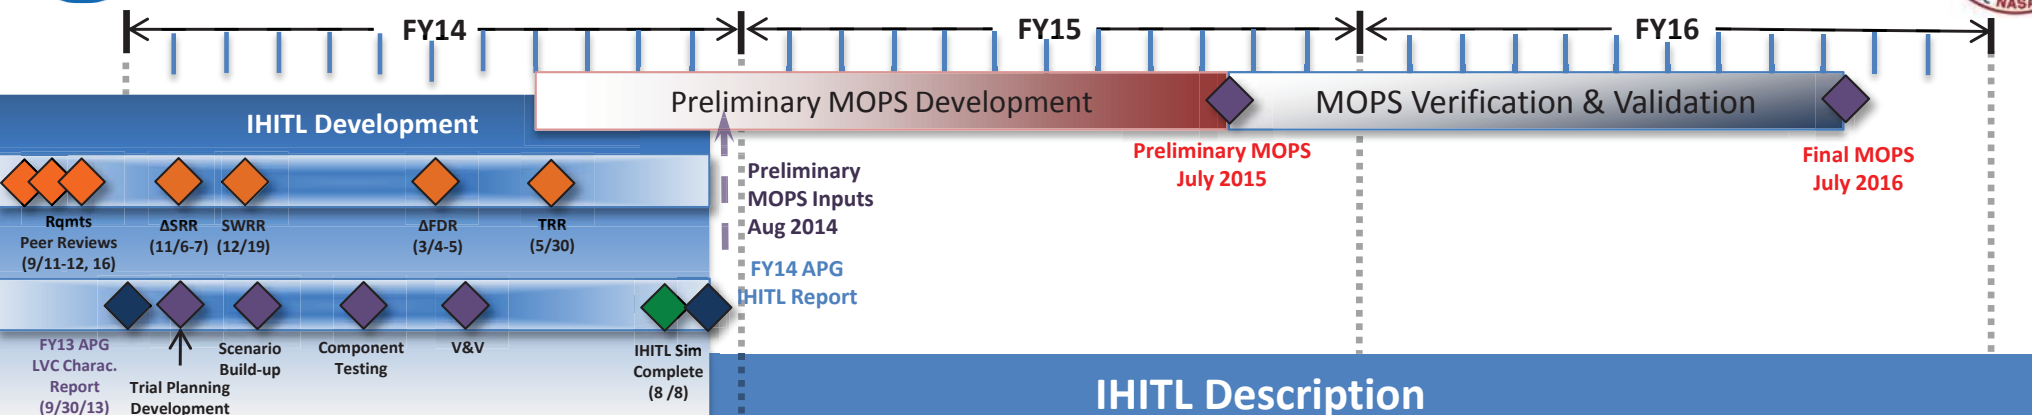 NASA
FY14
FY15
FY16
Preliminary MOPS Development
MOPS Verification & Validation
IHITL Development
Preliminary MOPS
July 2015
Final MOPS
July 2016
Preliminary
MOPS Inputs
Aug 2014
Rqmts
Peer Reviews
(9/11-12, 16)
ΔSRR
(11/6-7)
SWRR
(12/19)
ΔFDR
(3/4-5)
TRR
(5/30)
FY14 APG
IHITL Report
FY13 APG
LVC Charac.
Report
(9/30/13)
Trial Planning
Development
Scenario
Build-up
Component
Testing
V&V
IHITL Sim
Complete
(8 /8)
IHITL Description